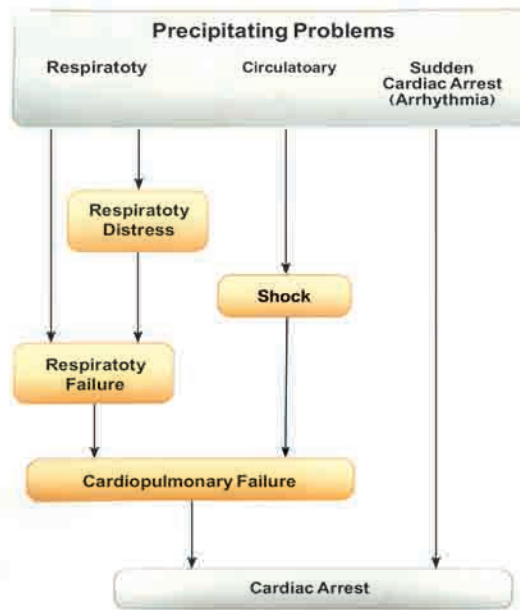 Precipitating Problems
Respiratoty
Circulatoary
Sudden
Cardiac Arrest
(Arrhythmia)
Respiratoty
Distress
Shock
Respiratoty
Failure
Cardiopulmonary Failure
Cardiac Arrest